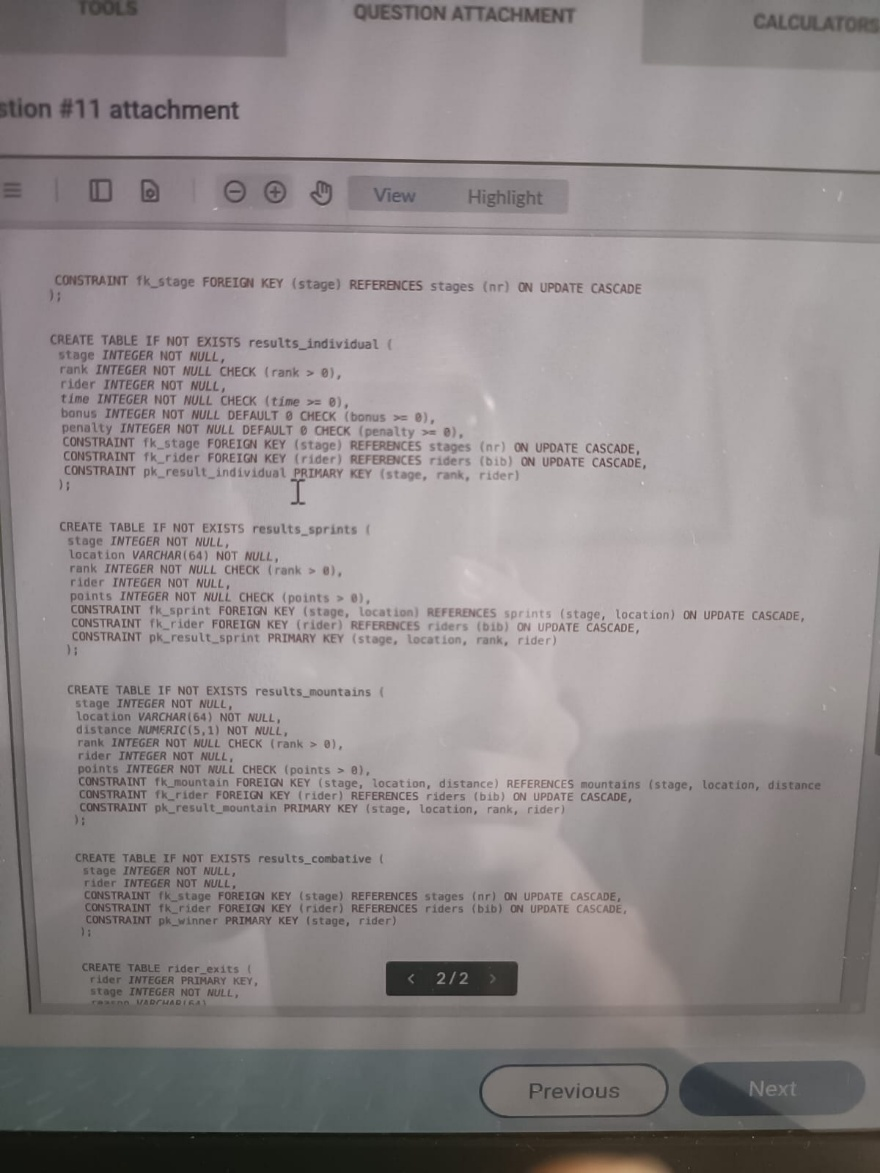 TOOLS
QUESTION ATTACHMENT
CALCULATORS
stion #11 attachment
View
Highlight
CONSTRAINT fk_stage FOREIGN KEY (stage) REFERENCES stages (nr) ON UPDATE CASCADE
);
CREATE TABLE IF NOT EXISTS results_individual (
stage INTEGER NOT NULL,
rank INTEGER NOT NULL CHECK (rank > 0),
rider INTEGER NOT NULL,
time INTEGER NOT NULL CHECK (time >= 0),
bonus INTEGER NOT NULL DEFAULT 0 CHECK (bonus >= 0),
penalty INTEGER NOT NULL DEFAULT 0 CHECK (penalty >= 0),
CONSTRAINT fk_stage FOREIGN KEY (stage) REFERENCES stages (nr) ON UPDATE CASCADE,
CONSTRAINT fk_rider FOREIGN KEY (rider) REFERENCES riders (bib) ON UPDATE CASCADE,
CONSTRAINT pk_result_individual PRIMARY KEY (stage, rank, rider)
);
CREATE TABLE IF NOT EXISTS results_sprints (
stage INTEGER NOT NULL,
location VARCHAR(64) NOT NULL,
rank INTEGER NOT NULL CHECK (rank > 0),
rider INTEGER NOT NULL,
points INTEGER NOT NULL CHECK (points > 0),
CONSTRAINT fk_sprint FOREIGN KEY (stage, location) REFERENCES sprints (stage, location) ON UPDATE CASCADE,
CONSTRAINT fk_rider FOREIGN KEY (rider) REFERENCES riders (bib) ON UPDATE CASCADE,
CONSTRAINT pk_result_sprint PRIMARY KEY (stage, location, rank, rider)
);
CREATE TABLE IF NOT EXISTS results_mountains (
stage INTEGER NOT NULL,
location VARCHAR(64) NOT NULL,
distance NUMERIC(5,1) NOT NULL,
rank INTEGER NOT NULL CHECK (rank > 0),
rider INTEGER NOT NULL,
points INTEGER NOT NULL CHECK (points > 0),
CONSTRAINT fk_mountain FOREIGN KEY (stage, location, distance) REFERENCES mountains (stage, location, distance
CONSTRAINT fk_rider FOREIGN KEY (rider) REFERENCES riders (bib) ON UPDATE CASCADE,
CONSTRAINT pk_result_mountain PRIMARY KEY (stage, location, rank, rider)
);
CREATE TABLE IF NOT EXISTS results_combative (
stage INTEGER NOT NULL,
rider INTEGER NOT NULL,
CONSTRAINT fk_stage FOREIGN KEY (stage) REFERENCES stages (nr) ON UPDATE CASCADE,
CONSTRAINT fk_rider FOREIGN KEY (rider) REFERENCES riders (bib) ON UPDATE CASCADE,
CONSTRAINT pk_winner PRIMARY KEY (stage, rider)
);
CREATE TABLE rider_exits (
rider INTEGER PRIMARY KEY,
stage INTEGER NOT NULL,
reason VARCHAR(64)
< 2/2 >
Previous
Next